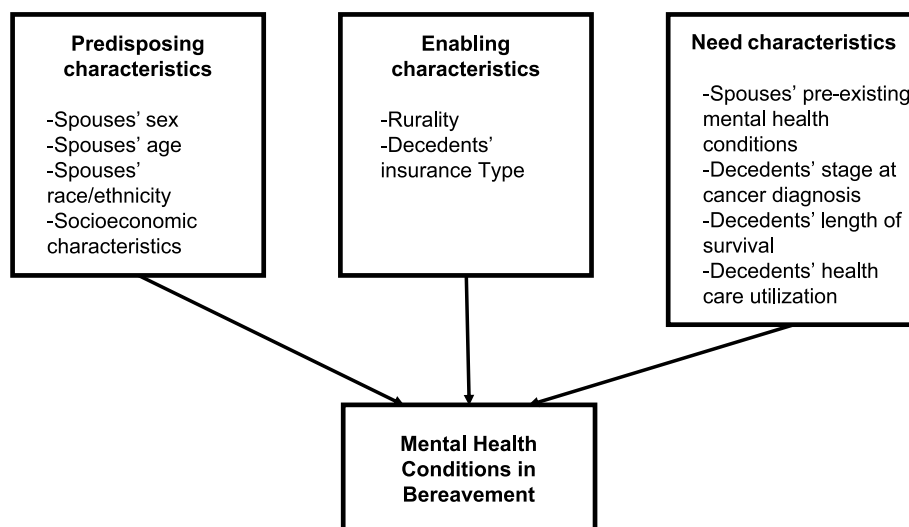 Predisposing
characteristics
-Spouses’ sex
-Spouses’ age
-Spouses’
race/ethnicity
-Socioeconomic
characteristics
Enabling
characteristics
-Rurality
-Decedents’
insurance Type
Need characteristics
-Spouses’ pre-existing
mental health
conditions
-Decedents’ stage at
cancer diagnosis
-Decedents’ length of
survival
-Decedents’ health
care utilization
Mental Health
Conditions in
Bereavement